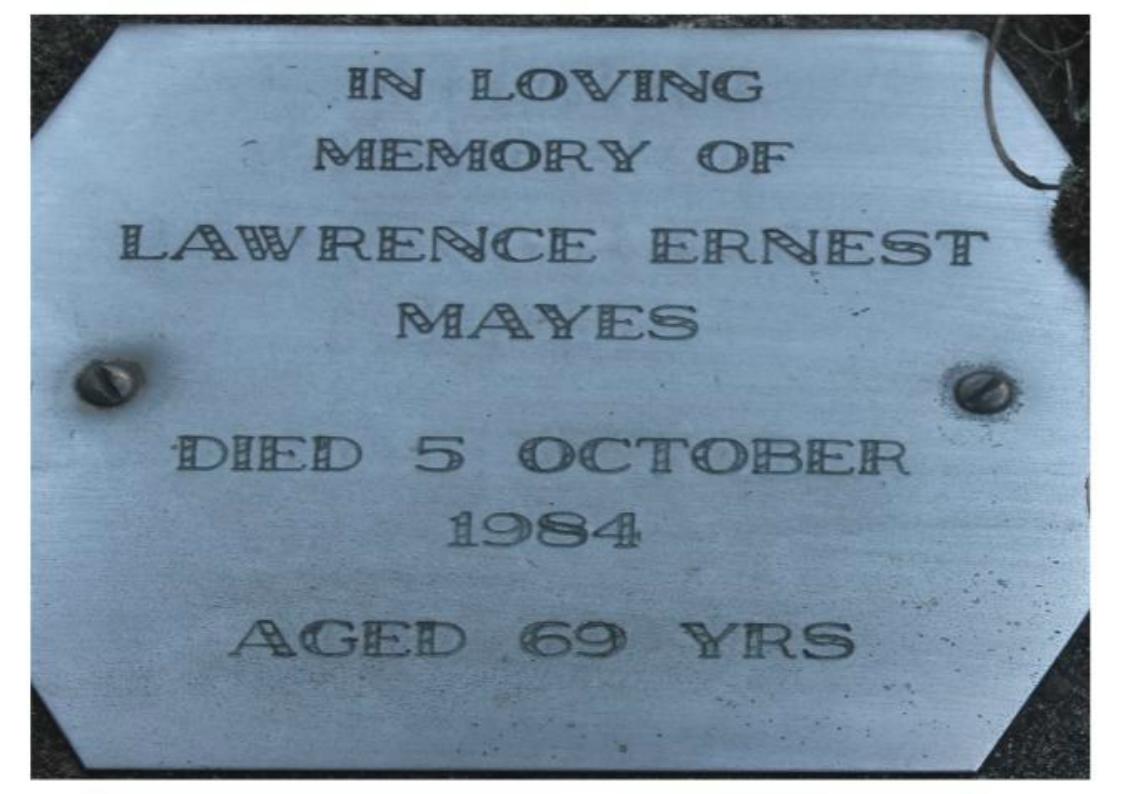 IN LOVING
MEMORY OF
LAWRENCE ERNEST
MAYES
DIED 5 OCTOBER
1984
AGED 69 YRS